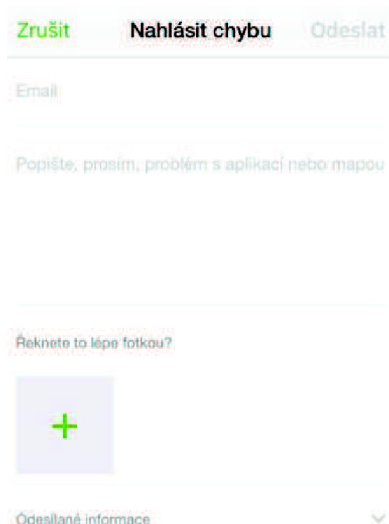 Zrušit Nahlásit chybu Odeslat
Email
Popište, prosím, problém s aplikací nebo mapou
Řeknete to lépe fotkou?
Odesílané informace